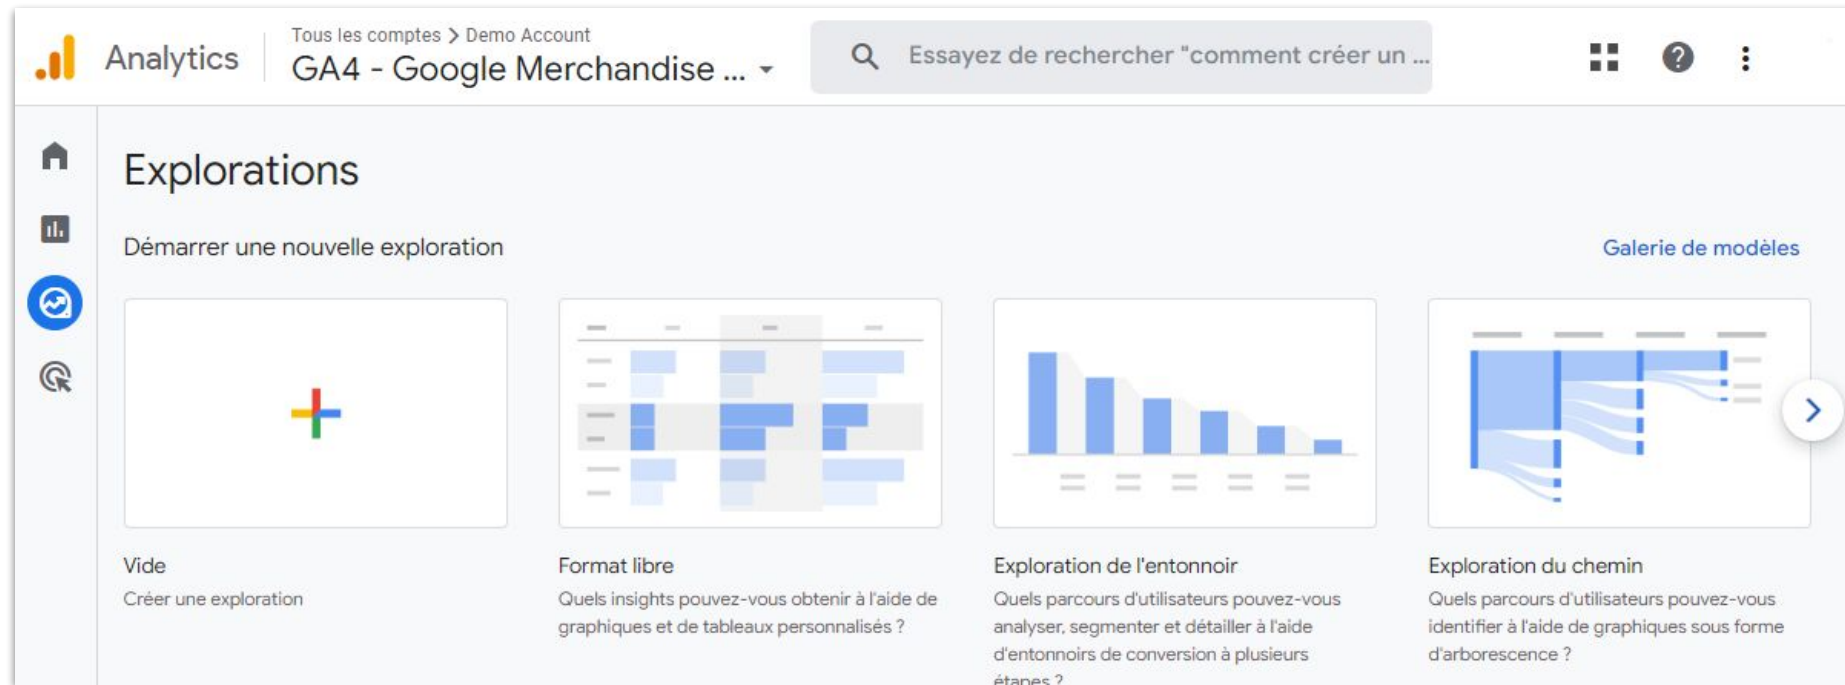 Analytics
Tous les comptes > Demo Account
GA4 - Google Merchandise ...
Essayez de rechercher "comment créer un ...
Explorations
Démarrer une nouvelle exploration
Galerie de modèles
Vide
Créer une exploration
Format libre
Quels insights pouvez-vous obtenir à l'aide de
graphiques et de tableaux personnalisés ?
Exploration de l'entonnoir
Quels parcours d'utilisateurs pouvez-vous
analyser, segmenter et détailler à l'aide
d'entonnoirs de conversion à plusieurs
étapes ?
Exploration du chemin
Quels parcours d'utilisateurs pouvez-vous
identifier à l'aide de graphiques sous forme
d'arborescence ?